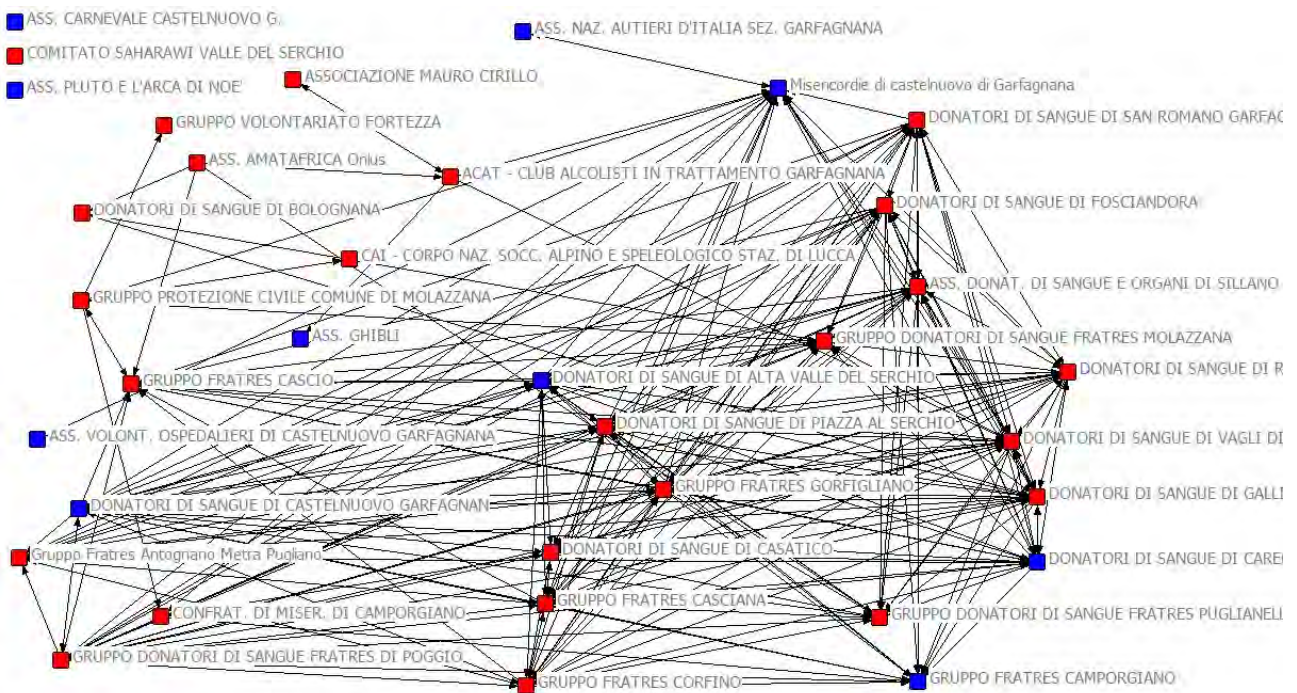 ASS. CARNEVALE CASTELNUOVO G.
ASS. NAZ. AUTIERI D'ITALIA SEZ. GARFAGNANA
COMITATO SAHARAWI VALLE DEL SERCHIO
ASSOCIAZIONE MAURO CIRILLO
Misericordie di castelnuovo di Garfagnana
ASS. PLUTO E L'ARCA DI NOE'
DONATORI DI SANGUE DI SAN ROMANO GARFAG
GRUPPO VOLONTARIATO FORTEZZA
ASS. AMATAFRICA Onlus
ACAT - CLUB ALCOLISTI IN TRATTAMENTO GARFAGNANA
DONATORI DI SANGUE DI FOSCIANDORA
DONATORI DI SANGUE DI BOLOGNANA
CAI - CORPO NAZ. SOCC. ALPINO E SPELEOLOGICO STAZ. DI LUCCA
ASS. DONAT. DI SANGUE E ORGANI DI SILLANO
GRUPPO PROTEZIONE CIVILE COMUNE DI MOLAZZANA
ASS. GHIBLI
GRUPPO DONATORI DI SANGUE FRATRES MOLAZZANA
DONATORI DI SANGUE DI R
GRUPPO FRATRES CASCIO
DONATORI DI SANGUE DI ALTA VALLE DEL SERCHIO
DONATORI DI SANGUE DI PIAZZA AL SERCHIO
ASS. VOLONT. OSPEDALIERI DI CASTELNUOVO GARFAGNANA
DONATORI DI SANGUE DI VAGLI DI
GRUPPO FRATRES GORFIGLIANO
DONATORI DI SANGUE DI GALLI
DONATORI DI SANGUE DI CASTELNUOVO GARFAGNAN
Gruppo Fratres Antognano Metra Pugliano
DONATORI DI SANGUE DI CASATICO
DONATORI DI SANGUE DI CAREG
GRUPPO FRATRES CASCIANA
CONFRAT. DI MISER. DI CAMPORGIANO
GRUPPO DONATORI DI SANGUE FRATRES PUGLIANELL
GRUPPO DONATORI DI SANGUE FRATRES DI POGGIO
GRUPPO FRATRES CAMPORGIANO
GRUPPO FRATRES CORFINO